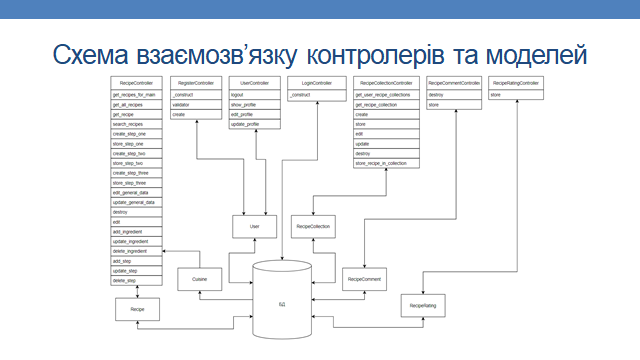 Схема взаємозв’язку контролерів та моделей
RecipeController
get_recipes_for_main
get_all_recipes
get_recipe
search_recipes
create_step_one
store_step_one
create_step_two
store_step_two
create_step_three
store_step_three
edit_general_data
update_general_data
destroy
edit
add_ingredient
update_ingredient
delete_ingredient
add_step
update_step
delete_step
RegisterController
_construct
validator
create
UserController
logout
show_profile
edit_profile
update_profile
LoginController
_construct
RecipeCollectionController
get_user_recipe_collections
get_recipe_collection
create
store
edit
update
destroy
store_recipe_in_collection
RecipeCommentController
destroy
store
RecipeRatingController
store
User
RecipeCollection
Cuisine
БД
RecipeComment
Recipe
RecipeRating